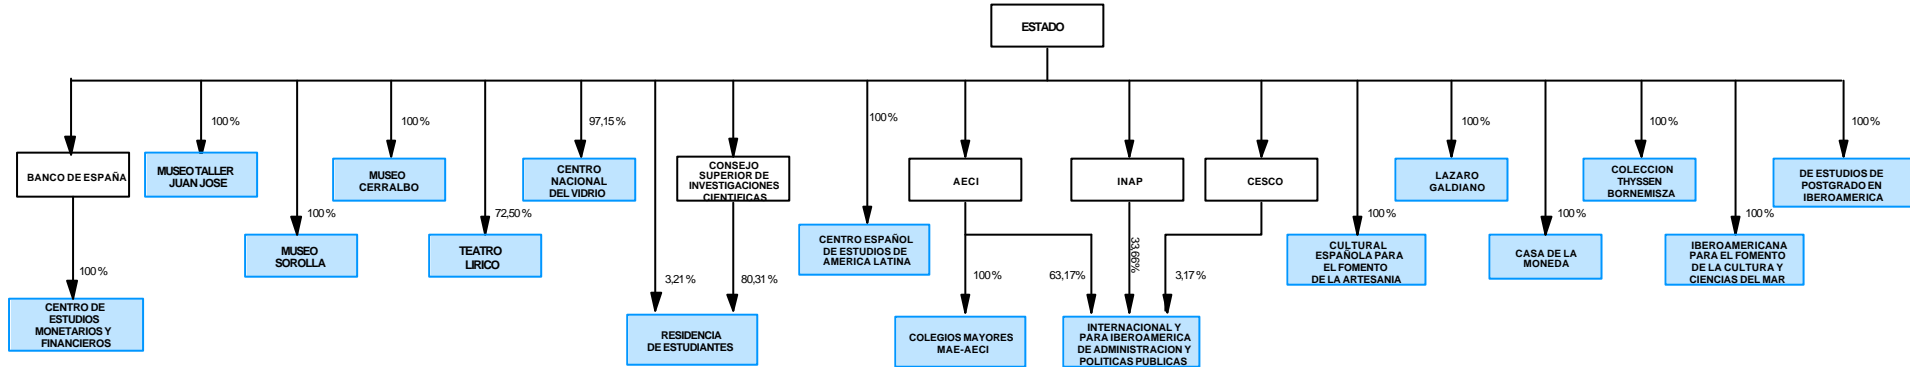 ESTADO
100 %
100 %
97,15 %
100 %
100 %
100 %
100 %
BANCO DE ESPAÑA
MUSEO TALLER
JUAN JOSE
MUSEO
CERRALBO
CENTRO
NACIONAL
DEL VIDRIO
CONSEJO
SUPERIOR DE
INVESTIGACIONES
CIENTIFICAS
AECI
INAP
CESCO
LAZARO
GALDIANO
COLECCION
THYSSEN
BORNEMISZA
DE ESTUDIOS DE
POSTGRADO EN
IBEROAMERICA
100 %
72,50 %
100 %
100 %
100 %
MUSEO
SOROLLA
TEATRO
LIRICO
CENTRO ESPAÑOL
DE ESTUDIOS DE
AMERICA LATINA
CULTURAL
ESPAÑOLA PARA
EL FOMENTO
DE LA ARTESANIA
CASA DE LA
MONEDA
IBEROAMERICANA
PARA EL FOMENTO
DE LA CULTURA Y
CIENCIAS DEL MAR
100 %
3,21 %
80,31 %
100 %
63,17 %
33,66%
3,17 %
CENTRO DE
ESTUDIOS
MONETARIOS Y
FINANCIEROS
RESIDENCIA
DE ESTUDIANTES
COLEGIOS MAYORES
MAE-AECI
INTERNACIONAL Y
PARA IBEROAMERICA
DE ADMINISTRACION Y
POLITICAS PUBLICAS